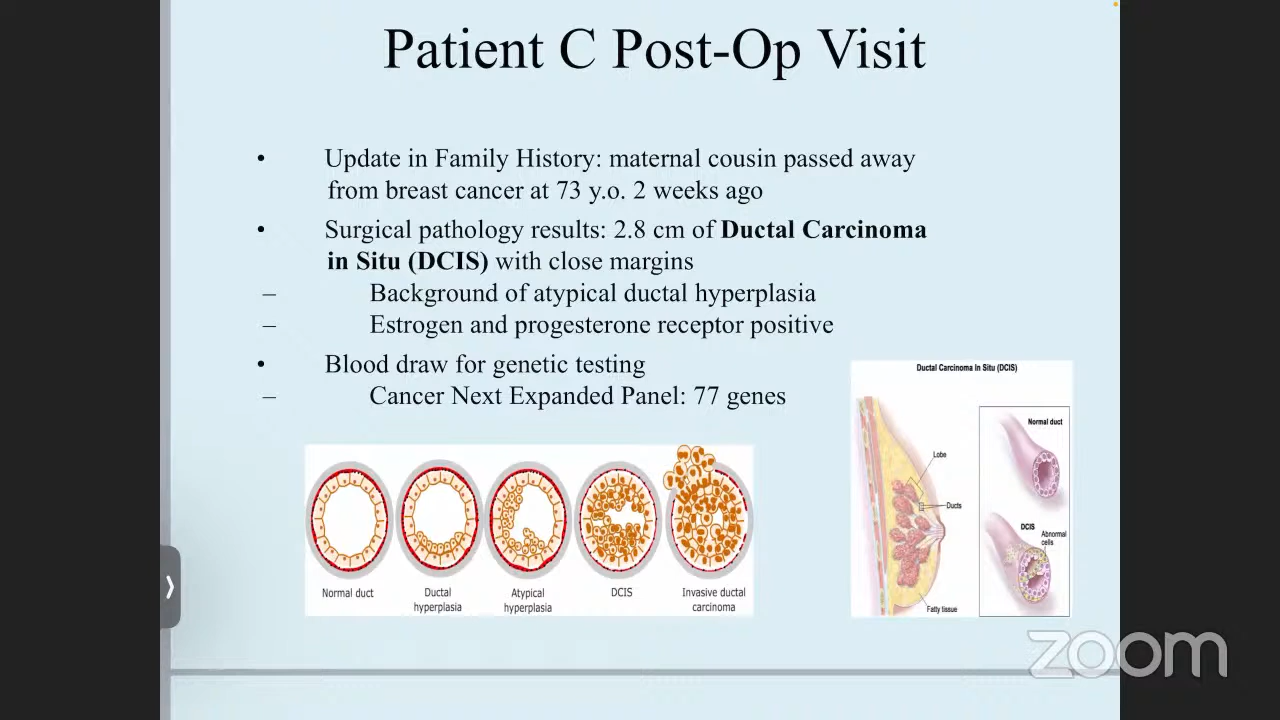 Patient C Post-Op Visit
• Update in Family History: maternal cousin passed away
from breast cancer at 73 y.o. 2 weeks ago
• Surgical pathology results: 2.8 cm of Ductal Carcinoma
in Situ (DCIS) with close margins
– Background of atypical ductal hyperplasia
– Estrogen and progesterone receptor positive
• Blood draw for genetic testing
– Cancer Next Expanded Panel: 77 genes
Normal duct
Ductal
hyperplasia
Atypical
hyperplasia
DCIS
Invasive ductal
carcinoma
Ductal Carcinoma In Situ (DCIS)
Lobe
Ducts
Fatty tissue
Normal duct
DCIS
Abnormal
cells
zoom